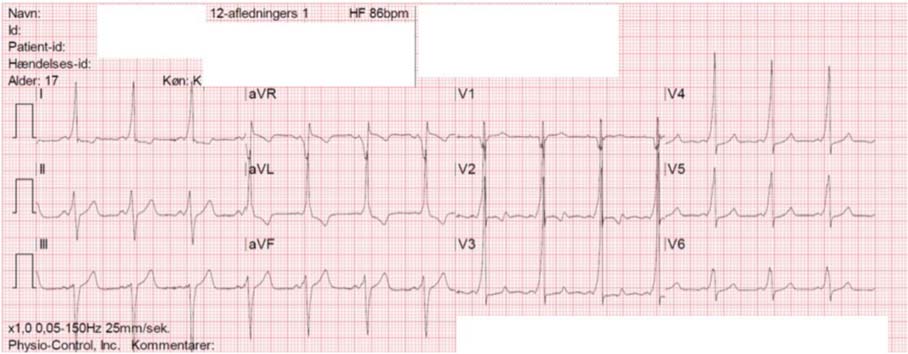 Navn: 12-afledningers 1 HF 86bpm
Id:
Patient-id:
Hændelses-id:
Alder: 17 Køn: K
I aVR V1 V4
II aVL V2 V5
III aVF V3 V6
x1,0 0,05-150Hz 25mm/sek.
Physio-Control, Inc. Kommentarer: